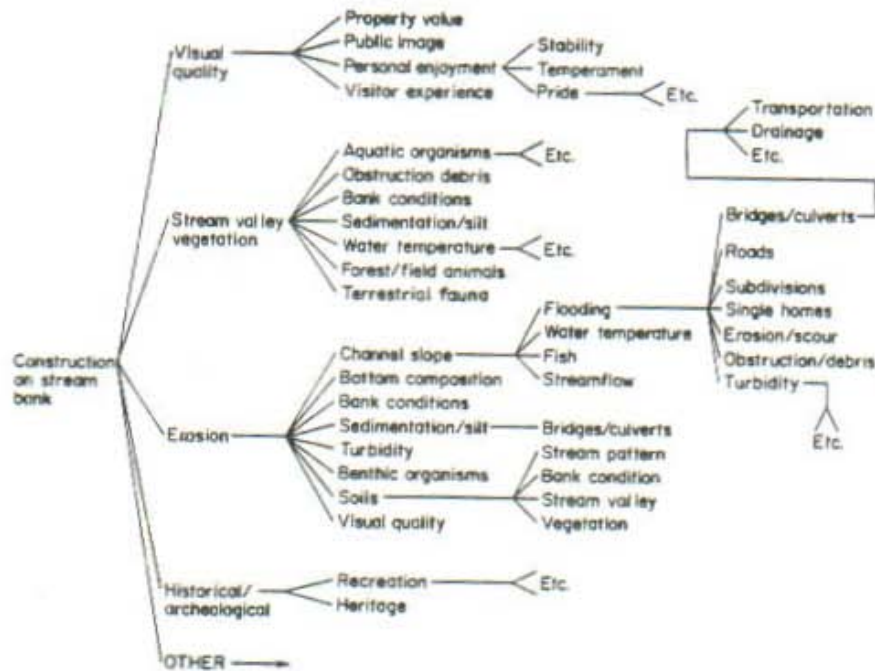 Property value
Public image
Visual
quality
Personal enjoyment
Visitor experience
Stability
Temperament
Pride
Etc.
Transportation
Drainage
Etc.
Aquatic organisms
Etc.
Obstruction debris
Bank conditions
Stream valley
vegetation
Sedimentation/silt
Water temperature
Etc.
Forest/field animals
Terrestrial fauna
Bridges/culverts
Roads
Subdivisions
Flooding
Single homes
Water temperature
Erosion/scour
Construction
on stream
bank
Channel slope
Fish
Obstruction/debris
Bottom composition
Streamflow
Turbidity
Etc.
Bank conditions
Erosion
Sedimentation/silt
Bridges/culverts
Turbidity
Stream pattern
Benthic organisms
Bank condition
Soils
Stream valley
Visual quality
Vegetation
Historical/
archeological
Recreation
Etc.
Heritage
OTHER